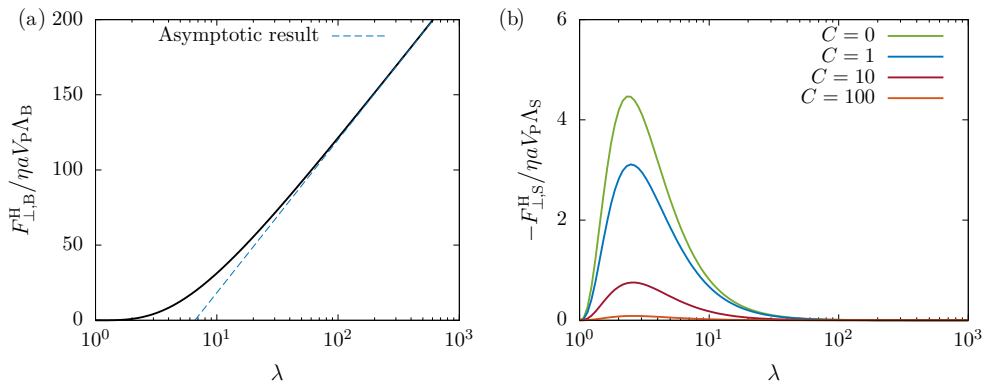 (a)
200
150
100
50
0
F^H_{⊥,B}/ηaV_PΛ_B
Asymptotic result
10^0
10^1
10^2
10^3
λ
(b)
6
4
2
0
−F^H_{⊥,S}/ηaV_PΛ_S
C = 0
C = 1
C = 10
C = 100
10^0
10^1
10^2
10^3
λ